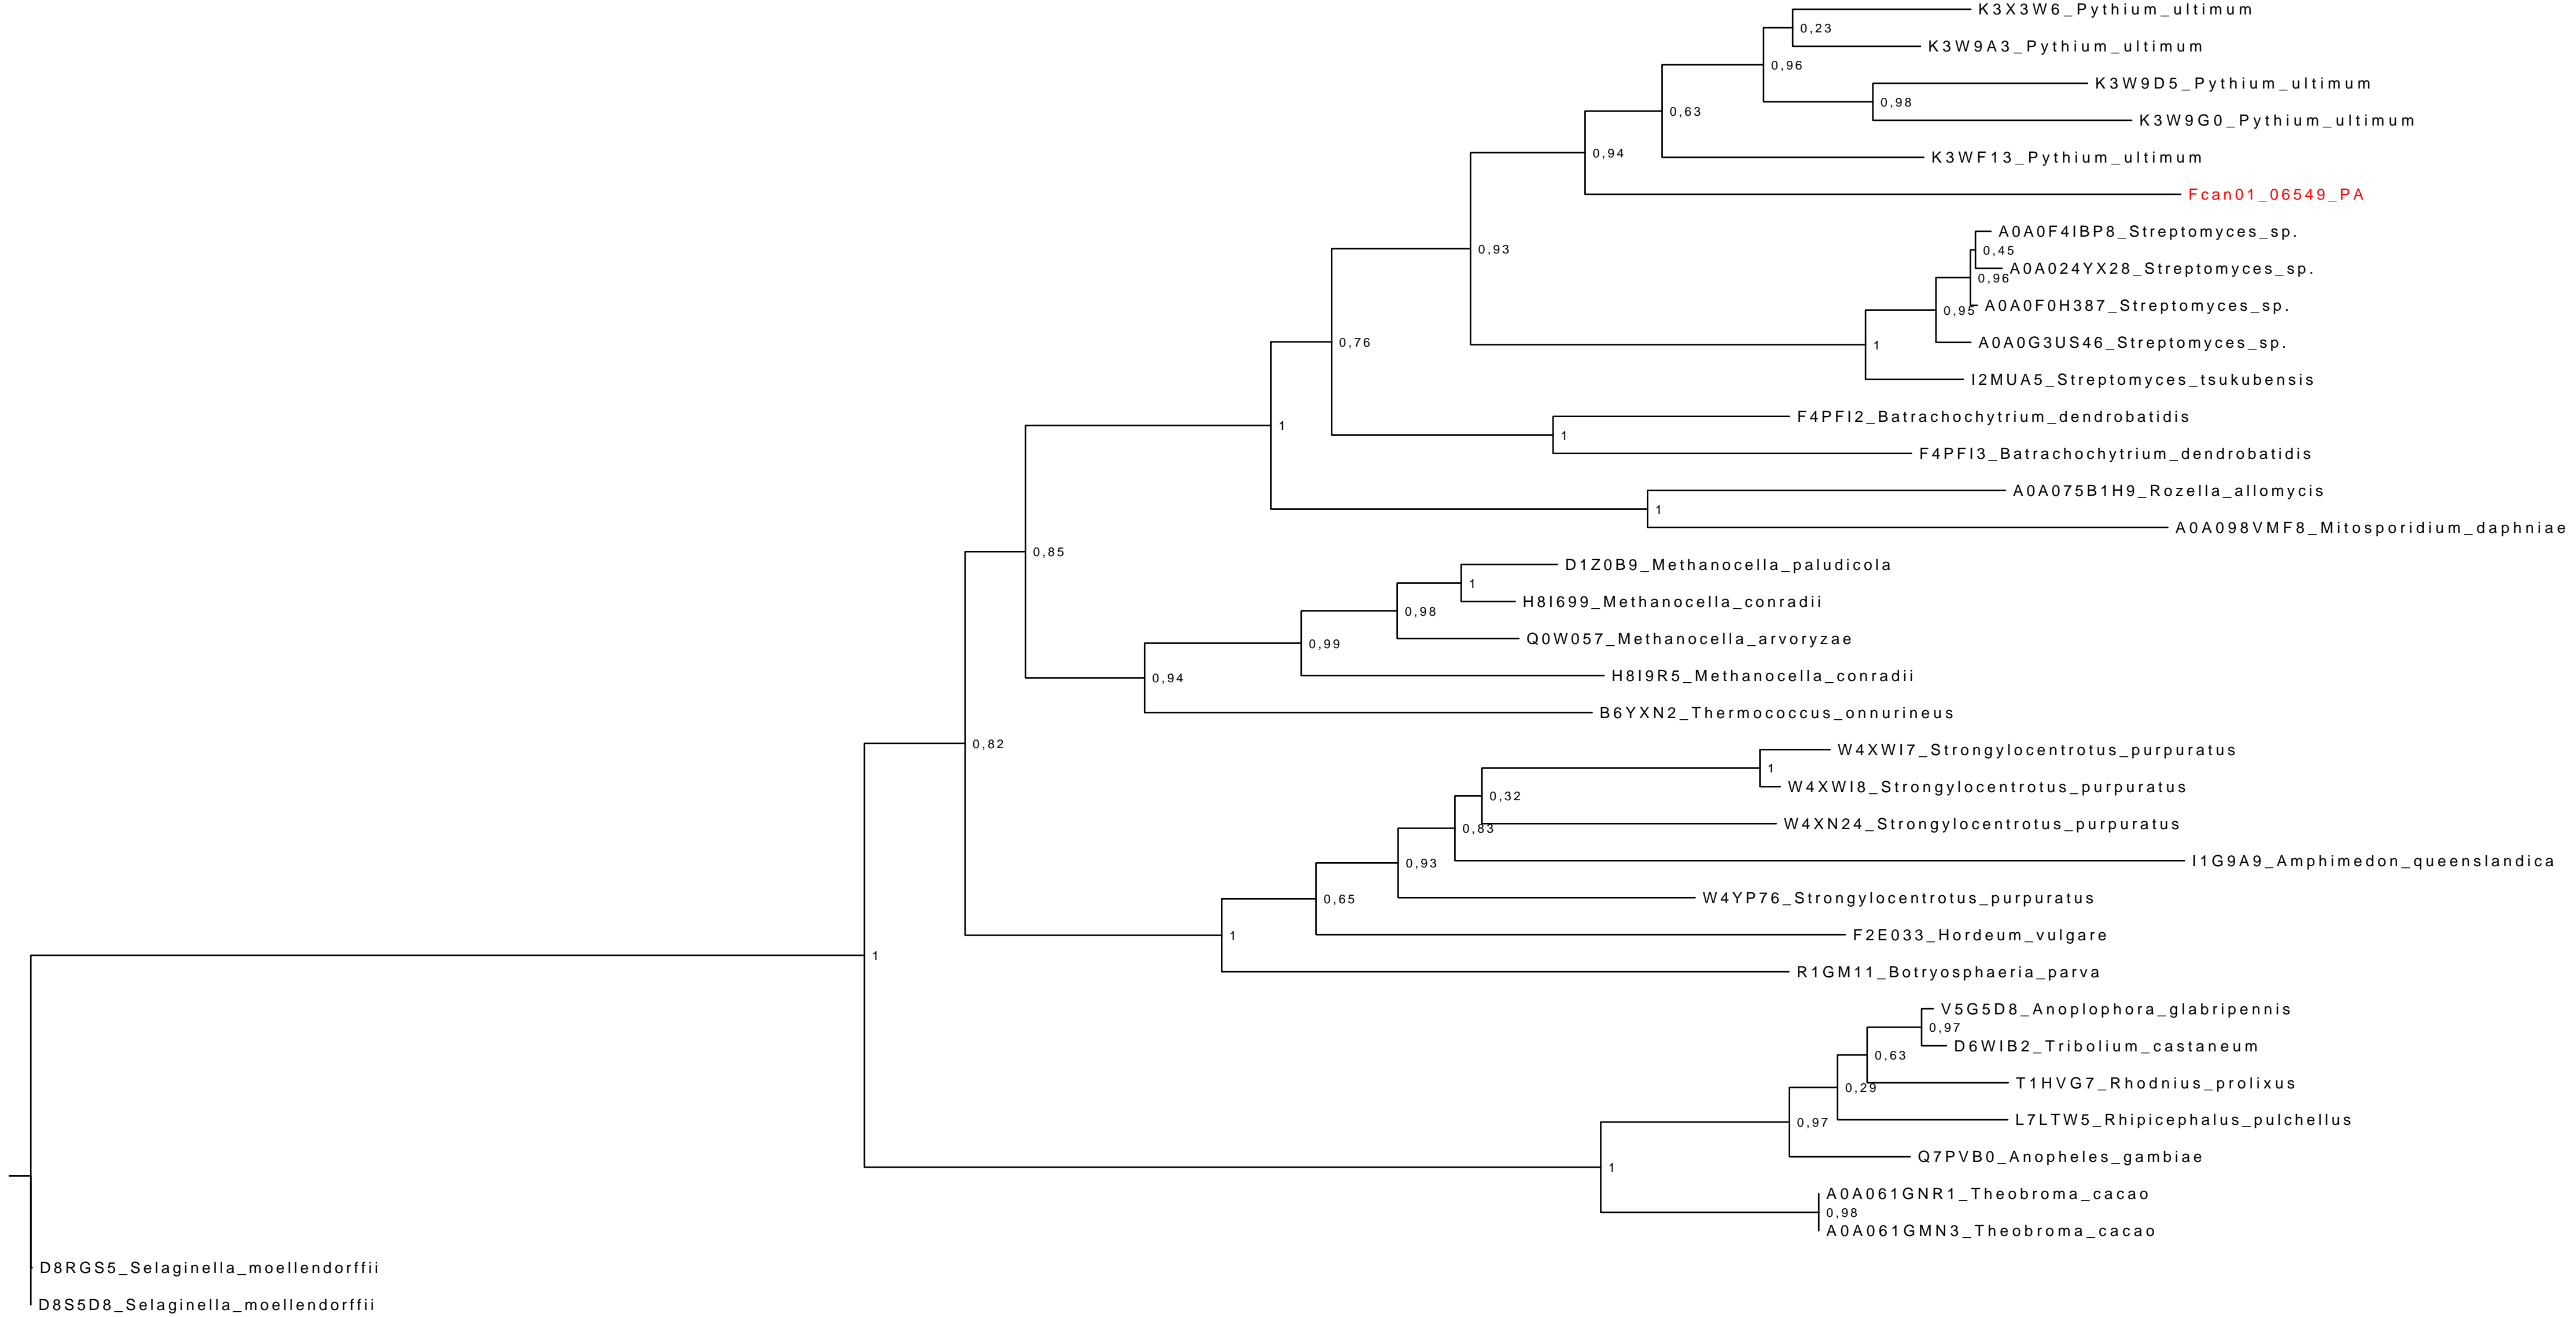 K3X3W6_Pythium_ultimum
0,23
K3W9A3_Pythium_ultimum
0,96
K3W9D5_Pythium_ultimum
0,98
K3W9G0_Pythium_ultimum
0,63
K3WF13_Pythium_ultimum
0,94
Fcan01_06549_PA
A0A0F4IBP8_Streptomyces_sp.
0,45
0,93
A0A024YX28_Streptomyces_sp.
0,96
A0A0F0H387_Streptomyces_sp.
0,95
A0A0G3US46_Streptomyces_sp.
0,76
1
I2MUA5_Streptomyces_tsukubensis
F4PFI2_Batrachochytrium_dendrobatidis
1
1
F4PFI3_Batrachochytrium_dendrobatidis
A0A075B1H9_Rozella_allomycis
1
A0A098VMF8_Mitosporidium_daphniae
0,85
D1Z0B9_Methanocella_paludicola
1
H8I699_Methanocella_conradii
0,98
Q0W057_Methanocella_arvoryzae
0,99
H8I9R5_Methanocella_conradii
0,94
B6YXN2_Thermococcus_onnurineus
0,82
W4XWI7_Strongylocentrotus_purpuratus
1
W4XWI8_Strongylocentrotus_purpuratus
0,32
W4XN24_Strongylocentrotus_purpuratus
0,83
I1G9A9_Amphimedon_queenslandica
0,93
W4YP76_Strongylocentrotus_purpuratus
0,65
F2E033_Hordeum_vulgare
1
1
R1GM11_Botryosphaeria_parva
V5G5D8_Anoplophora_glabripennis
0,97
D6WIB2_Tribolium_castaneum
0,63
T1HVG7_Rhodnius_prolixus
0,29
L7LTW5_Rhipicephalus_pulchellus
0,97
Q7PVB0_Anopheles_gambiae
1
A0A061GNR1_Theobroma_cacao
0,98
A0A061GMN3_Theobroma_cacao
D8RGS5_Selaginella_moellendorffii
D8S5D8_Selaginella_moellendorffii